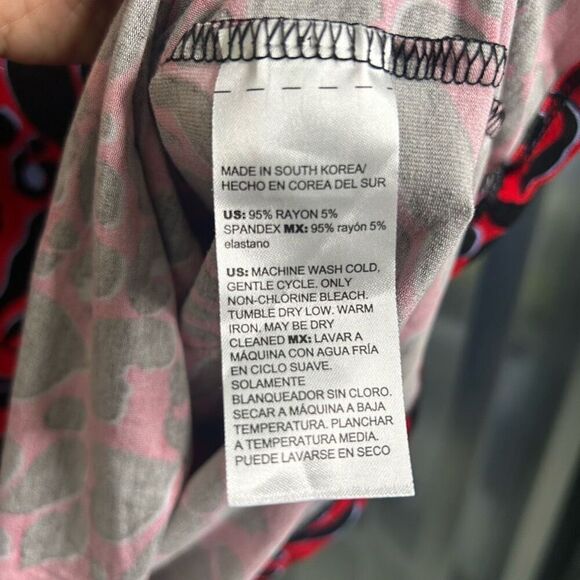 MADE IN SOUTH KOREA/
HECHO EN COREA DEL SUR
US: 95% RAYON 5%
SPANDEX MX: 95% rayón 5%
elastano
US: MACHINE WASH COLD,
GENTLE CYCLE. ONLY
NON-CHLORINE BLEACH.
TUMBLE DRY LOW. WARM
IRON. MAY BE DRY
CLEANED MX: LAVAR A
MÁQUINA CON AGUA FRÍA
EN CICLO SUAVE.
SOLAMENTE
BLANQUEADOR SIN CLORO.
SECAR A MÁQUINA A BAJA
TEMPERATURA. PLANCHAR
A TEMPERATURA MEDIA.
PUEDE LAVARSE EN SECO